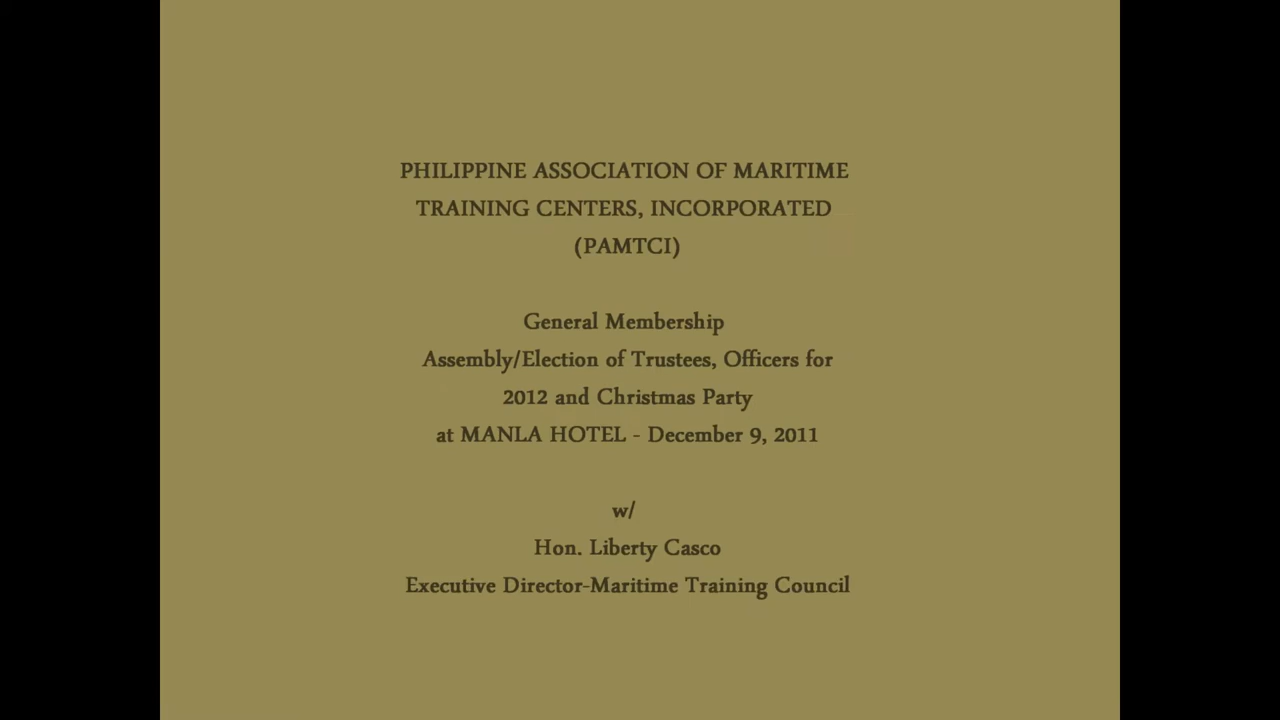 PHILIPPINE ASSOCIATION OF MARITIME
TRAINING CENTERS, INCORPORATED
(PAMTCI)
General Membership
Assembly/Election of Trustees, Officers for
2012 and Christmas Party
at MANLA HOTEL - December 9, 2011
w/
Hon. Liberty Casco
Executive Director-Maritime Training Council